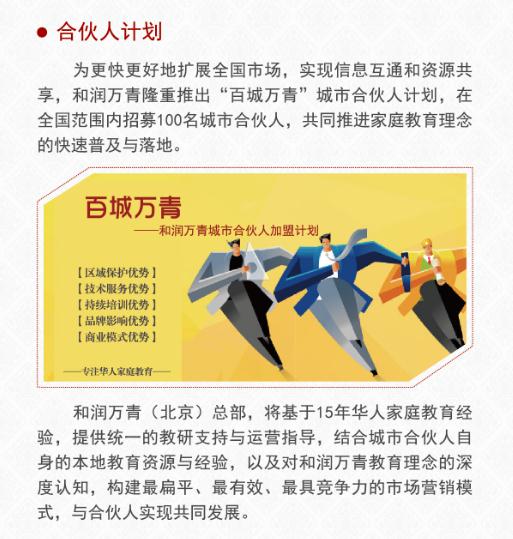 合伙人计划
为更快更好地扩展全国市场，实现信息互通和资源共
享，和润万青隆重推出“百城万青”城市合伙人计划，在
全国范围内招募100名城市合伙人，共同推进家庭教育理念
的快速普及与落地。
百城万青
——和润万青城市合伙人加盟计划
【区域保护优势】
【技术服务优势】
【持续培训优势】
【品牌影响优势】
【商业模式优势】
——专注华人家庭教育——
和润万青（北京）总部，将基于15年华人家庭教育经
验，提供统一的教研支持与运营指导，结合城市合伙人自
身的本地教育资源与经验，以及对和润万青教育理念的深
度认知，构建最扁平、最有效、最具竞争力的市场营销模
式，与合伙人实现共同发展。